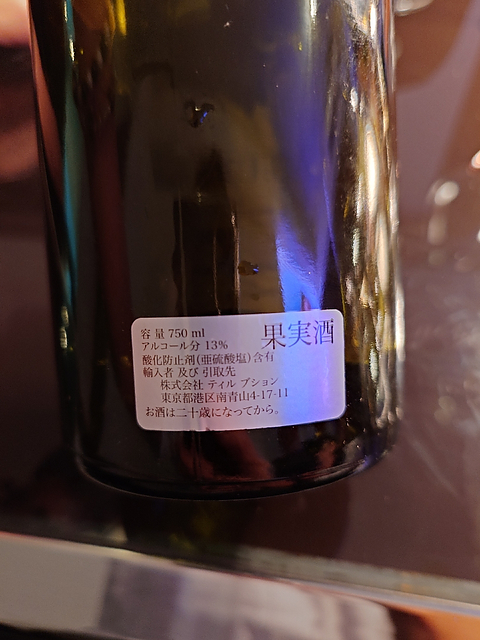 果実酒
容量 750 ml
アルコール分 13%
酸化防止剤(亜硫酸塩)含有
輸入者 及び 引取先
株式会社 ティル プション
東京都港区南青山4-17-11
お酒は二十歳になってから。